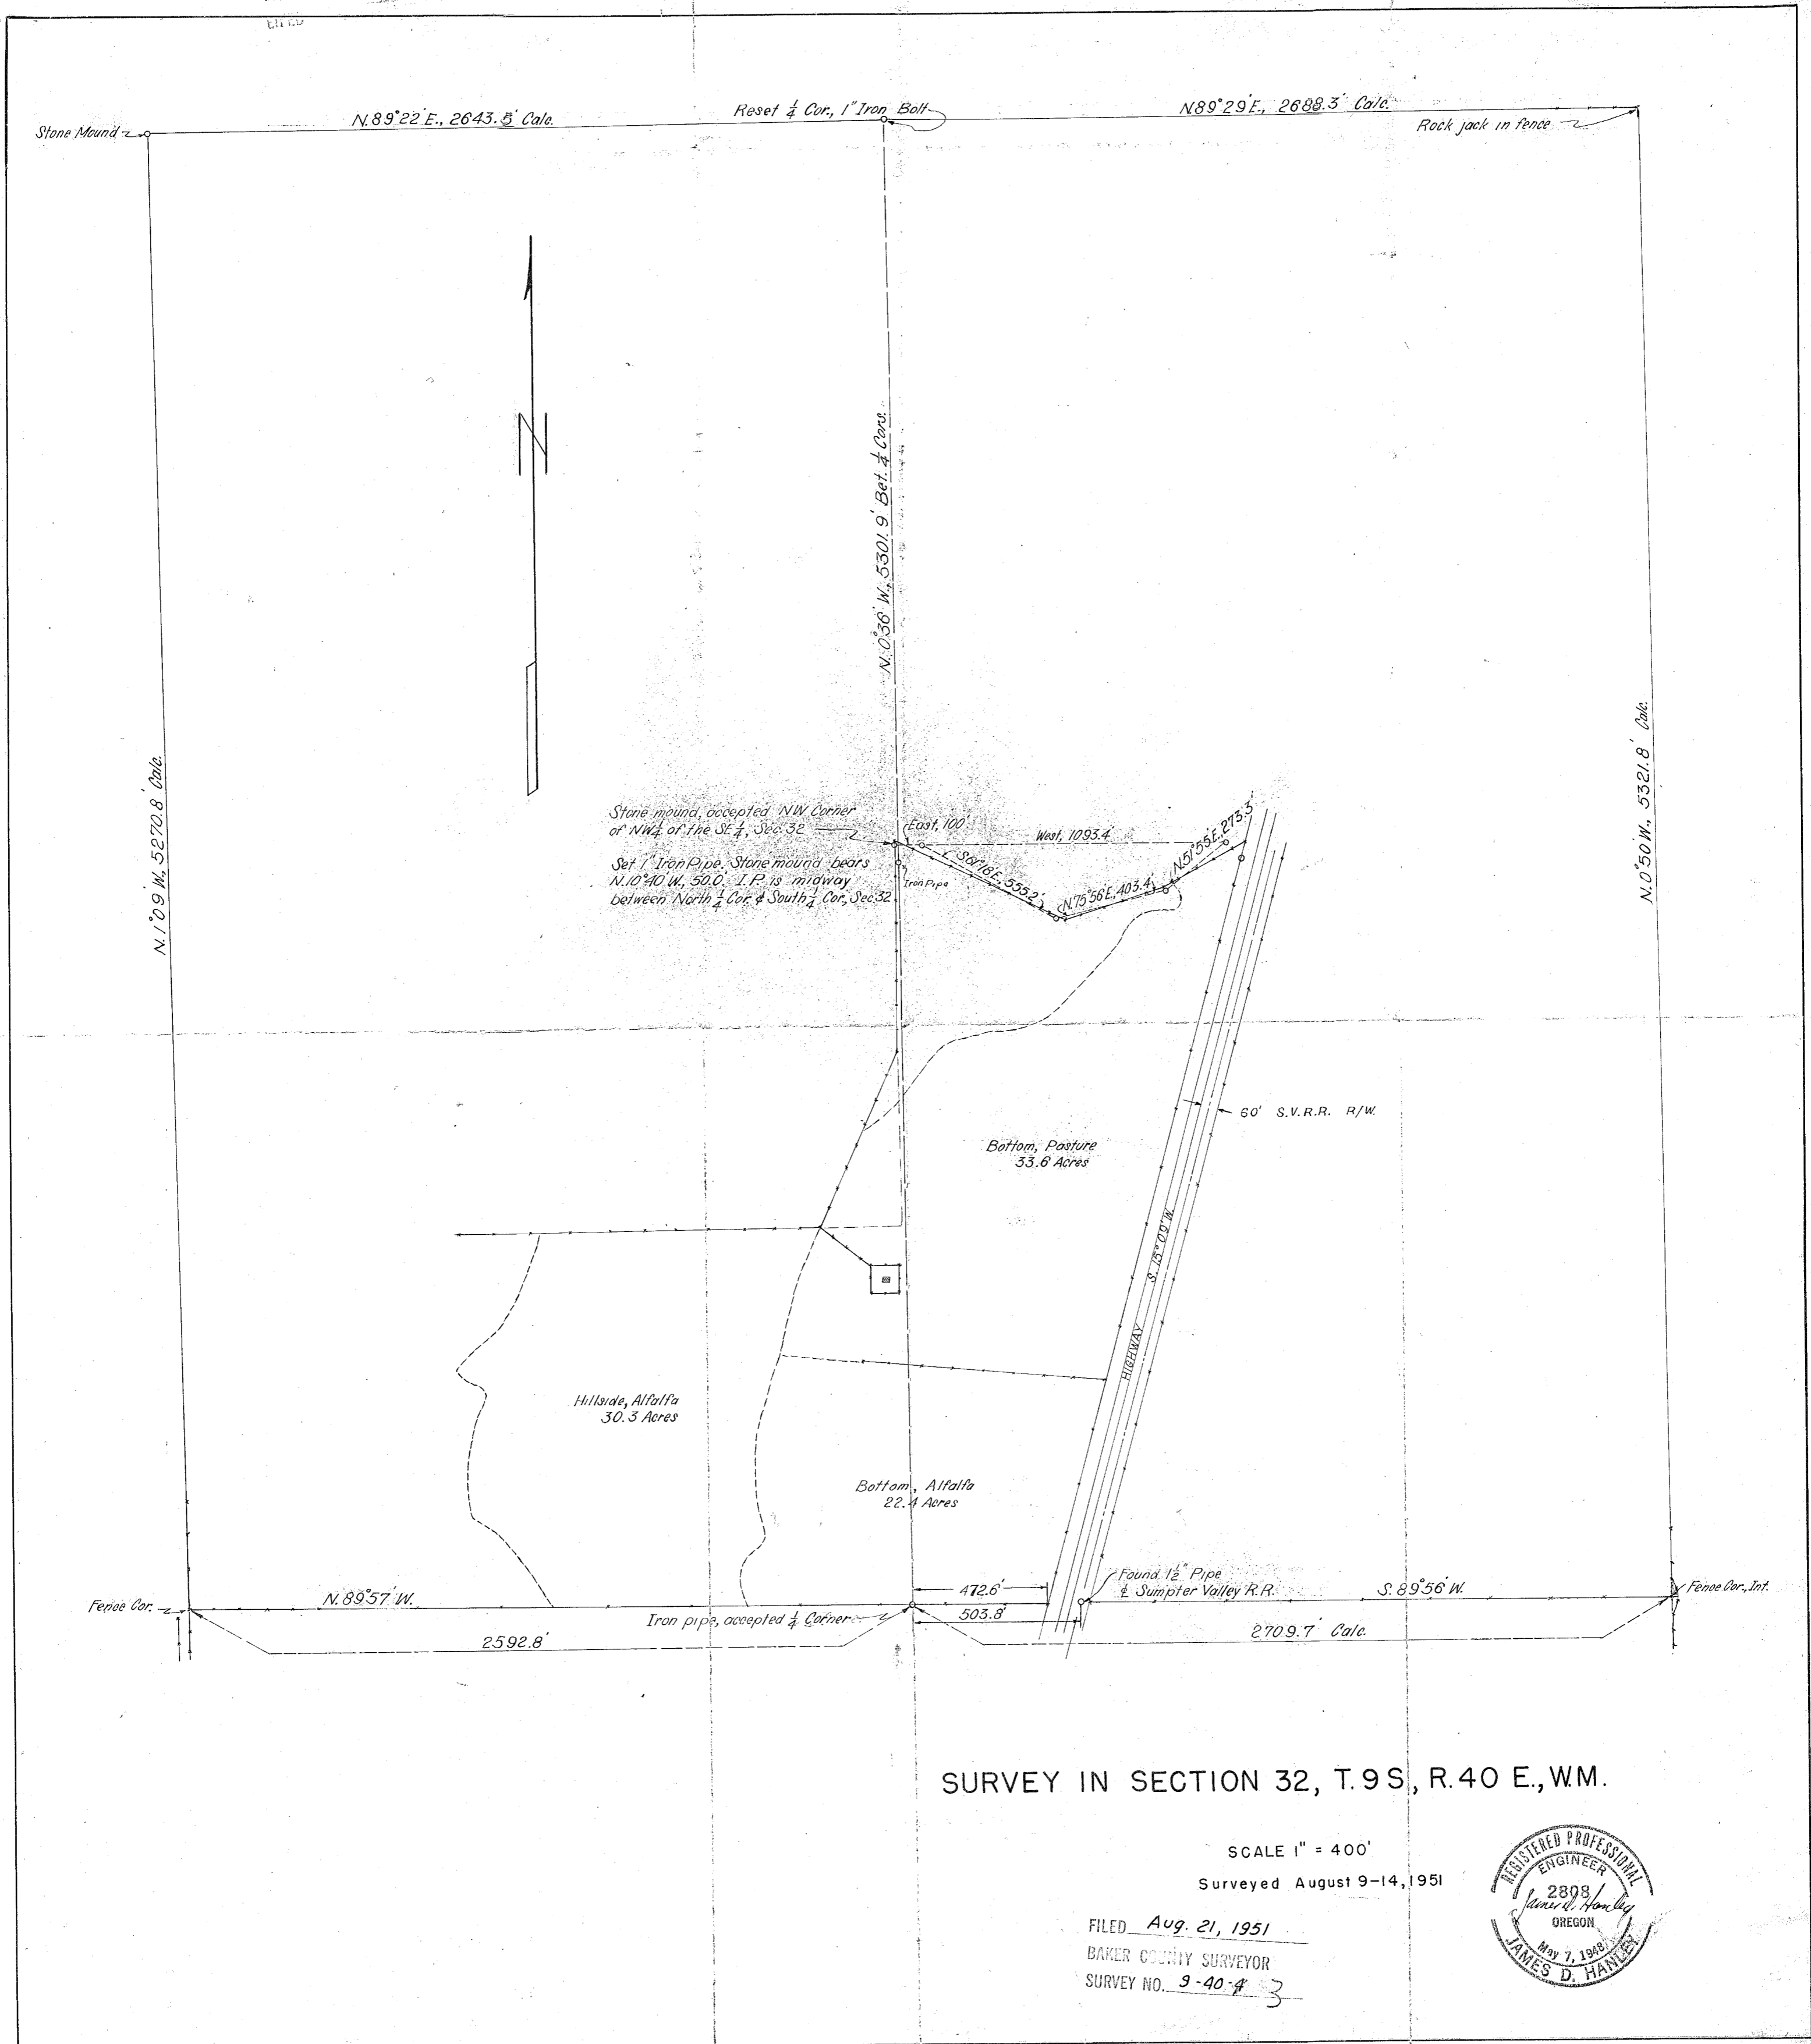 Stone Mound
N.89°22'E., 2643.5' Calc.
Reset ¼ Cor., 1" Iron Bolt
N.89°29'E., 2688.3' Calc.
Rock jack in fence
N
N.0°36'W., 5301.9' Bet. ¼ Cors.
N.1°09'W., 5270.8' Calc.
N.0°50'W., 5321.8' Calc.
Stone mound, accepted NW Corner
of NW¼ of the SE¼, Sec. 32
East, 100'
West, 1093.4'
N.51°55'E., 273.3'
Set 1" Iron Pipe. Stone mound bears
N.10°40'W., 50.0'. I.P. is midway
between North ¼ Cor. & South ¼ Cor., Sec. 32
Iron Pipe
S.61°18'E., 555.2'
N.75°56'E., 403.4'
60' S.V.R.R. R/W.
Bottom, Pasture
33.6 Acres
S. 15°09'W.
HIGHWAY
Hillside, Alfalfa
30.3 Acres
Bottom, Alfalfa
22.4 Acres
Found 1½" Pipe
℄ Sumpter Valley R.R.
472.6'
503.8'
S.89°56'W.
Fence Cor., Int.
Fence Cor.
N.89°57'W.
Iron pipe, accepted ¼ Corner
2592.8'
2709.7' Calc.
SURVEY IN SECTION 32, T.9S., R.40 E., W.M.
SCALE 1" = 400'
Surveyed August 9-14, 1951
FILED Aug. 21, 1951
BAKER COUNTY SURVEYOR
SURVEY NO. 9-40-4 3
REGISTERED PROFESSIONAL
ENGINEER
2808
James D. Hanley
OREGON
May 7, 1948
JAMES D. HANLEY